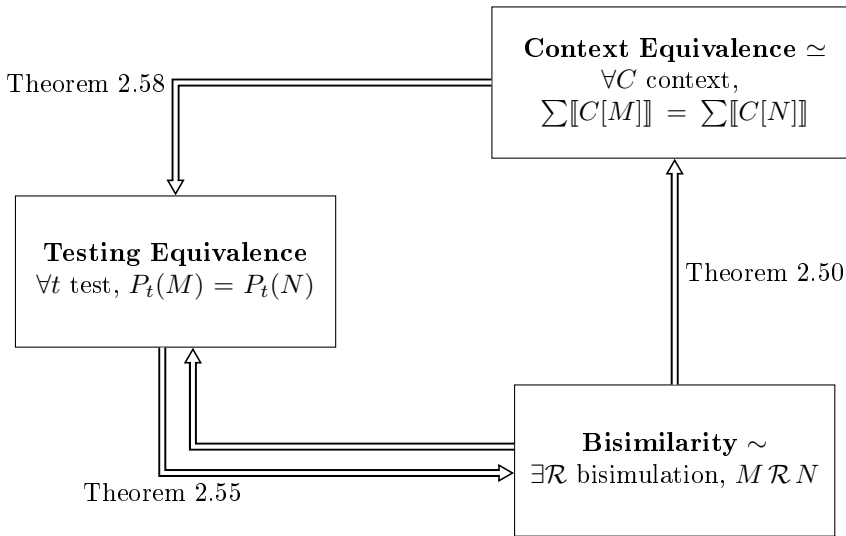 Context Equivalence ≃
∀C context,
∑⟦C[M]⟧ = ∑⟦C[N]⟧
Theorem 2.58
Testing Equivalence
∀t test, P_t(M) = P_t(N)
Theorem 2.50
Bisimilarity ∼
∃ℛ bisimulation, M ℛ N
Theorem 2.55